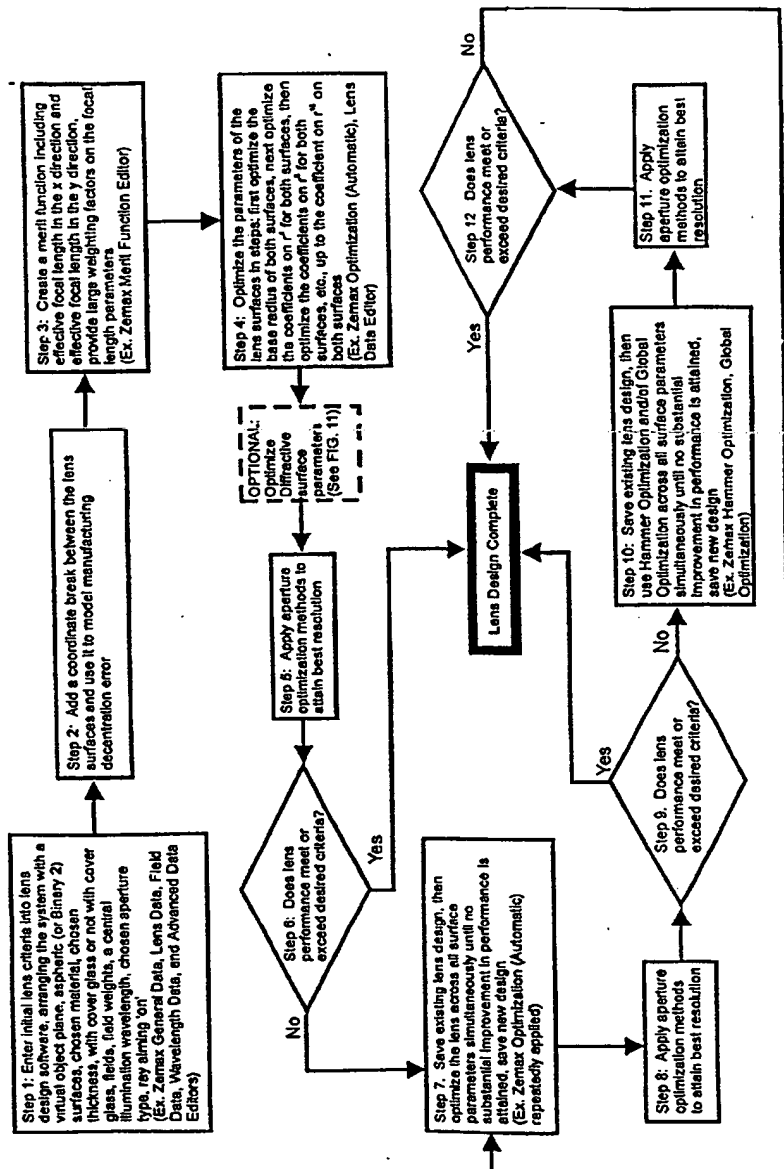 Step 1: Enter initial lens criteria into lens
design software, arranging the system with a
virtual object plane, aspheric (or Binary 2)
surfaces, chosen material, chosen
thickness, with cover glass or not with cover
glass, fields, field weights, a central
illumination wavelength, chosen aperture
type, ray aiming 'on'
(Ex. Zemax General Data, Lens Data, Field
Data, Wavelength Data, and Advanced Data
Editors)
Step 2: Add a coordinate break between the lens
surfaces and use it to model manufacturing
decentration error
Step 3: Create a merit function including
effective focal length in the x direction and
effective focal length in the y direction,
provide large weighting factors on the focal
length parameters
(Ex. Zemax Merit Function Editor)
Step 4: Optimize the parameters of the
lens surfaces in steps: first optimize the
base radius of both surfaces, next optimize
the coefficients on for both surfaces, then
optimize the coefficients on for both
surfaces, etc., up to the coefficient on on
both surfaces
(Ex. Zemax Optimization (Automatic), Lens
Data Editor)
OPTIONAL:
Optimize
Diffractive
surface
parameters
(See FIG. 11)
Step 5: Apply aperture
optimization methods to
attain best resolution
Step 6: Does lens
performance meet or
exceed desired criteria?
Yes
No
Step 7. Save existing lens design, then
optimize the lens across all surface
parameters simultaneously until no
substantial improvement in performance is
attained, save new design
(Ex. Zemax Optimization (Automatic)
repeatedly applied)
Step 8: Apply aperture
optimization methods
to attain best resolution
Step 9. Does lens
performance meet or
exceed desired criteria?
Yes
No
Step 10: Save existing lens design, then
use Hammer Optimization and/of Global
Optimization across all surface parameters
simultaneously until no substantial
improvement in performance is attained,
save new design
(Ex. Zemax Hammer Optimization, Global
Optimization)
Step 11. Apply
aperture optimization
methods to attain best
resolution
Step 12 Does lens
performance meet or
exceed desired criteria?
Yes
No
Lens Design Complete